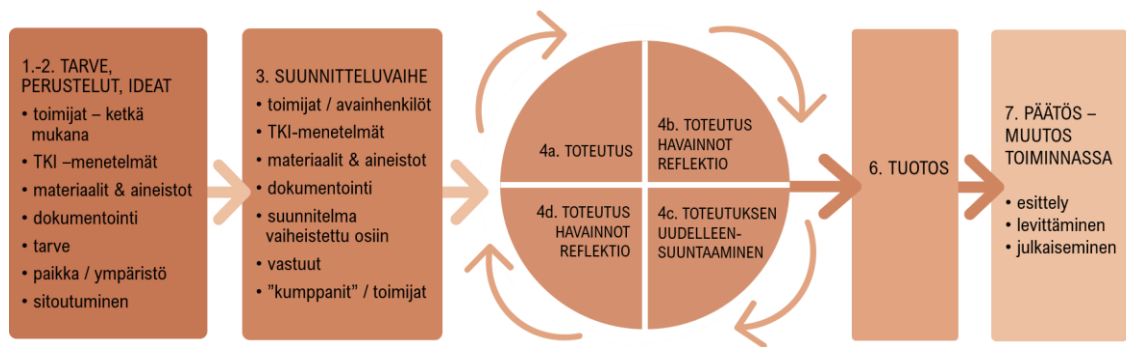 1.-2. TARVE,
PERUSTELUT, IDEAT
• toimijat – ketkä
mukana
• TKI –menetelmät
• materiaalit & aineistot
• dokumentointi
• tarve
• paikka / ympäristö
• sitoutuminen
3. SUUNNITTELUVAIHE
• toimijat / avainhenkilöt
• TKI-menetelmät
• materiaalit & aineistot
• dokumentointi
• suunnitelma
vaiheistettu osiin
• vastuut
• ”kumppanit” / toimijat
4a. TOTEUTUS
4b. TOTEUTUS
HAVAINNOT
REFLEKTIO
4d. TOTEUTUS
HAVAINNOT
REFLEKTIO
4c. TOTEUTUKSEN
UUDELLEEN-
SUUNTAAMINEN
6. TUOTOS
7. PÄÄTÖS –
MUUTOS
TOIMINNASSA
• esittely
• levittäminen
• julkaiseminen